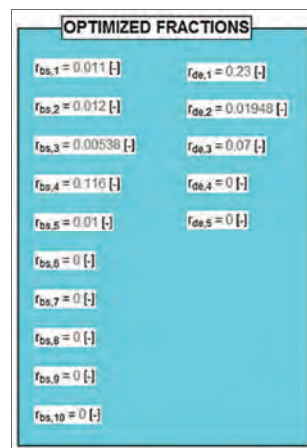 OPTIMIZED FRACTIONS
r_bs,1 = 0.011 [-]
r_bs,2 = 0.012 [-]
r_bs,3 = 0.00538 [-]
r_bs,4 = 0.116 [-]
r_bs,5 = 0.01 [-]
r_bs,6 = 0 [-]
r_bs,7 = 0 [-]
r_bs,8 = 0 [-]
r_bs,9 = 0 [-]
r_bs,10 = 0 [-]
r_de,1 = 0.23 [-]
r_de,2 = 0.01948 [-]
r_de,3 = 0.07 [-]
r_de,4 = 0 [-]
r_de,5 = 0 [-]